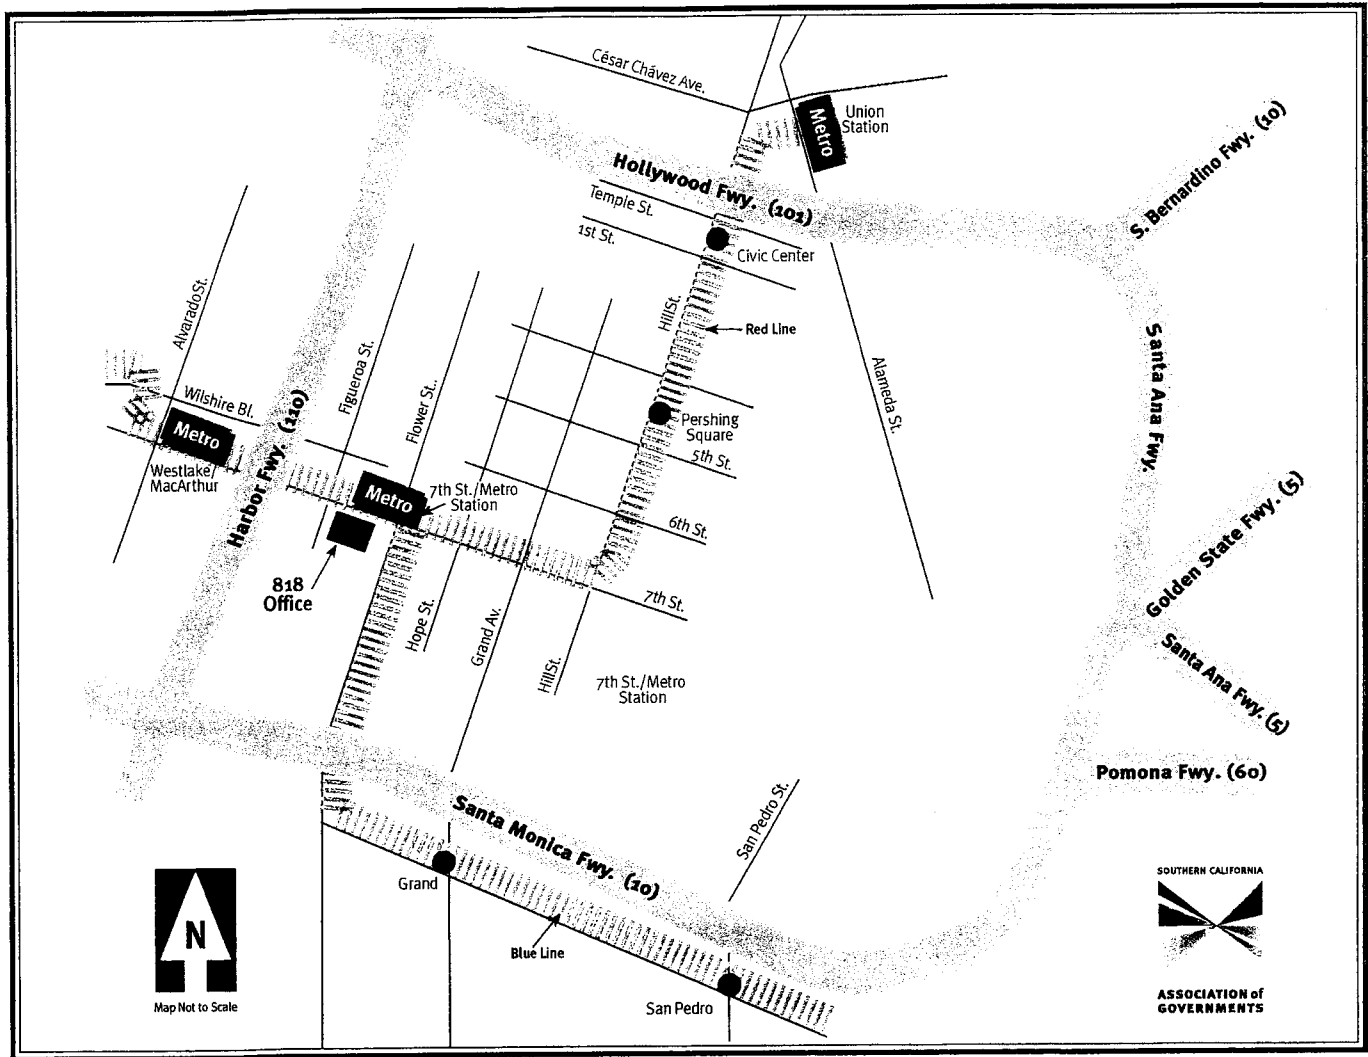 César Chávez Ave.
Metro
Union
Station
S. Bernardino Fwy. (10)
Hollywood Fwy. (101)
Temple St.
1st St.
Civic Center
Alvarado St.
Hill St.
Red Line
Santa Ana Fwy.
Figueroa St.
Flower St..
Alameda St.
Wilshire Bl.
Harbor Fwy. (110)
Pershing
Square
5th St.
Metro
Westlake/
MacArthur
Metro
7th St./Metro
Station
6th St.
Golden State Fwy. (5)
818
Office
7th St.
Hope St.
Grand Av.
Hill St.
7th St./Metro
Station
Santa Ana Fwy. (5)
Pomona Fwy. (60)
Santa Monica Fwy. (10)
San Pedro St.
Grand
Blue Line
San Pedro
N
Map Not to Scale
SOUTHERN CALIFORNIA
ASSOCIATION of
GOVERNMENTS